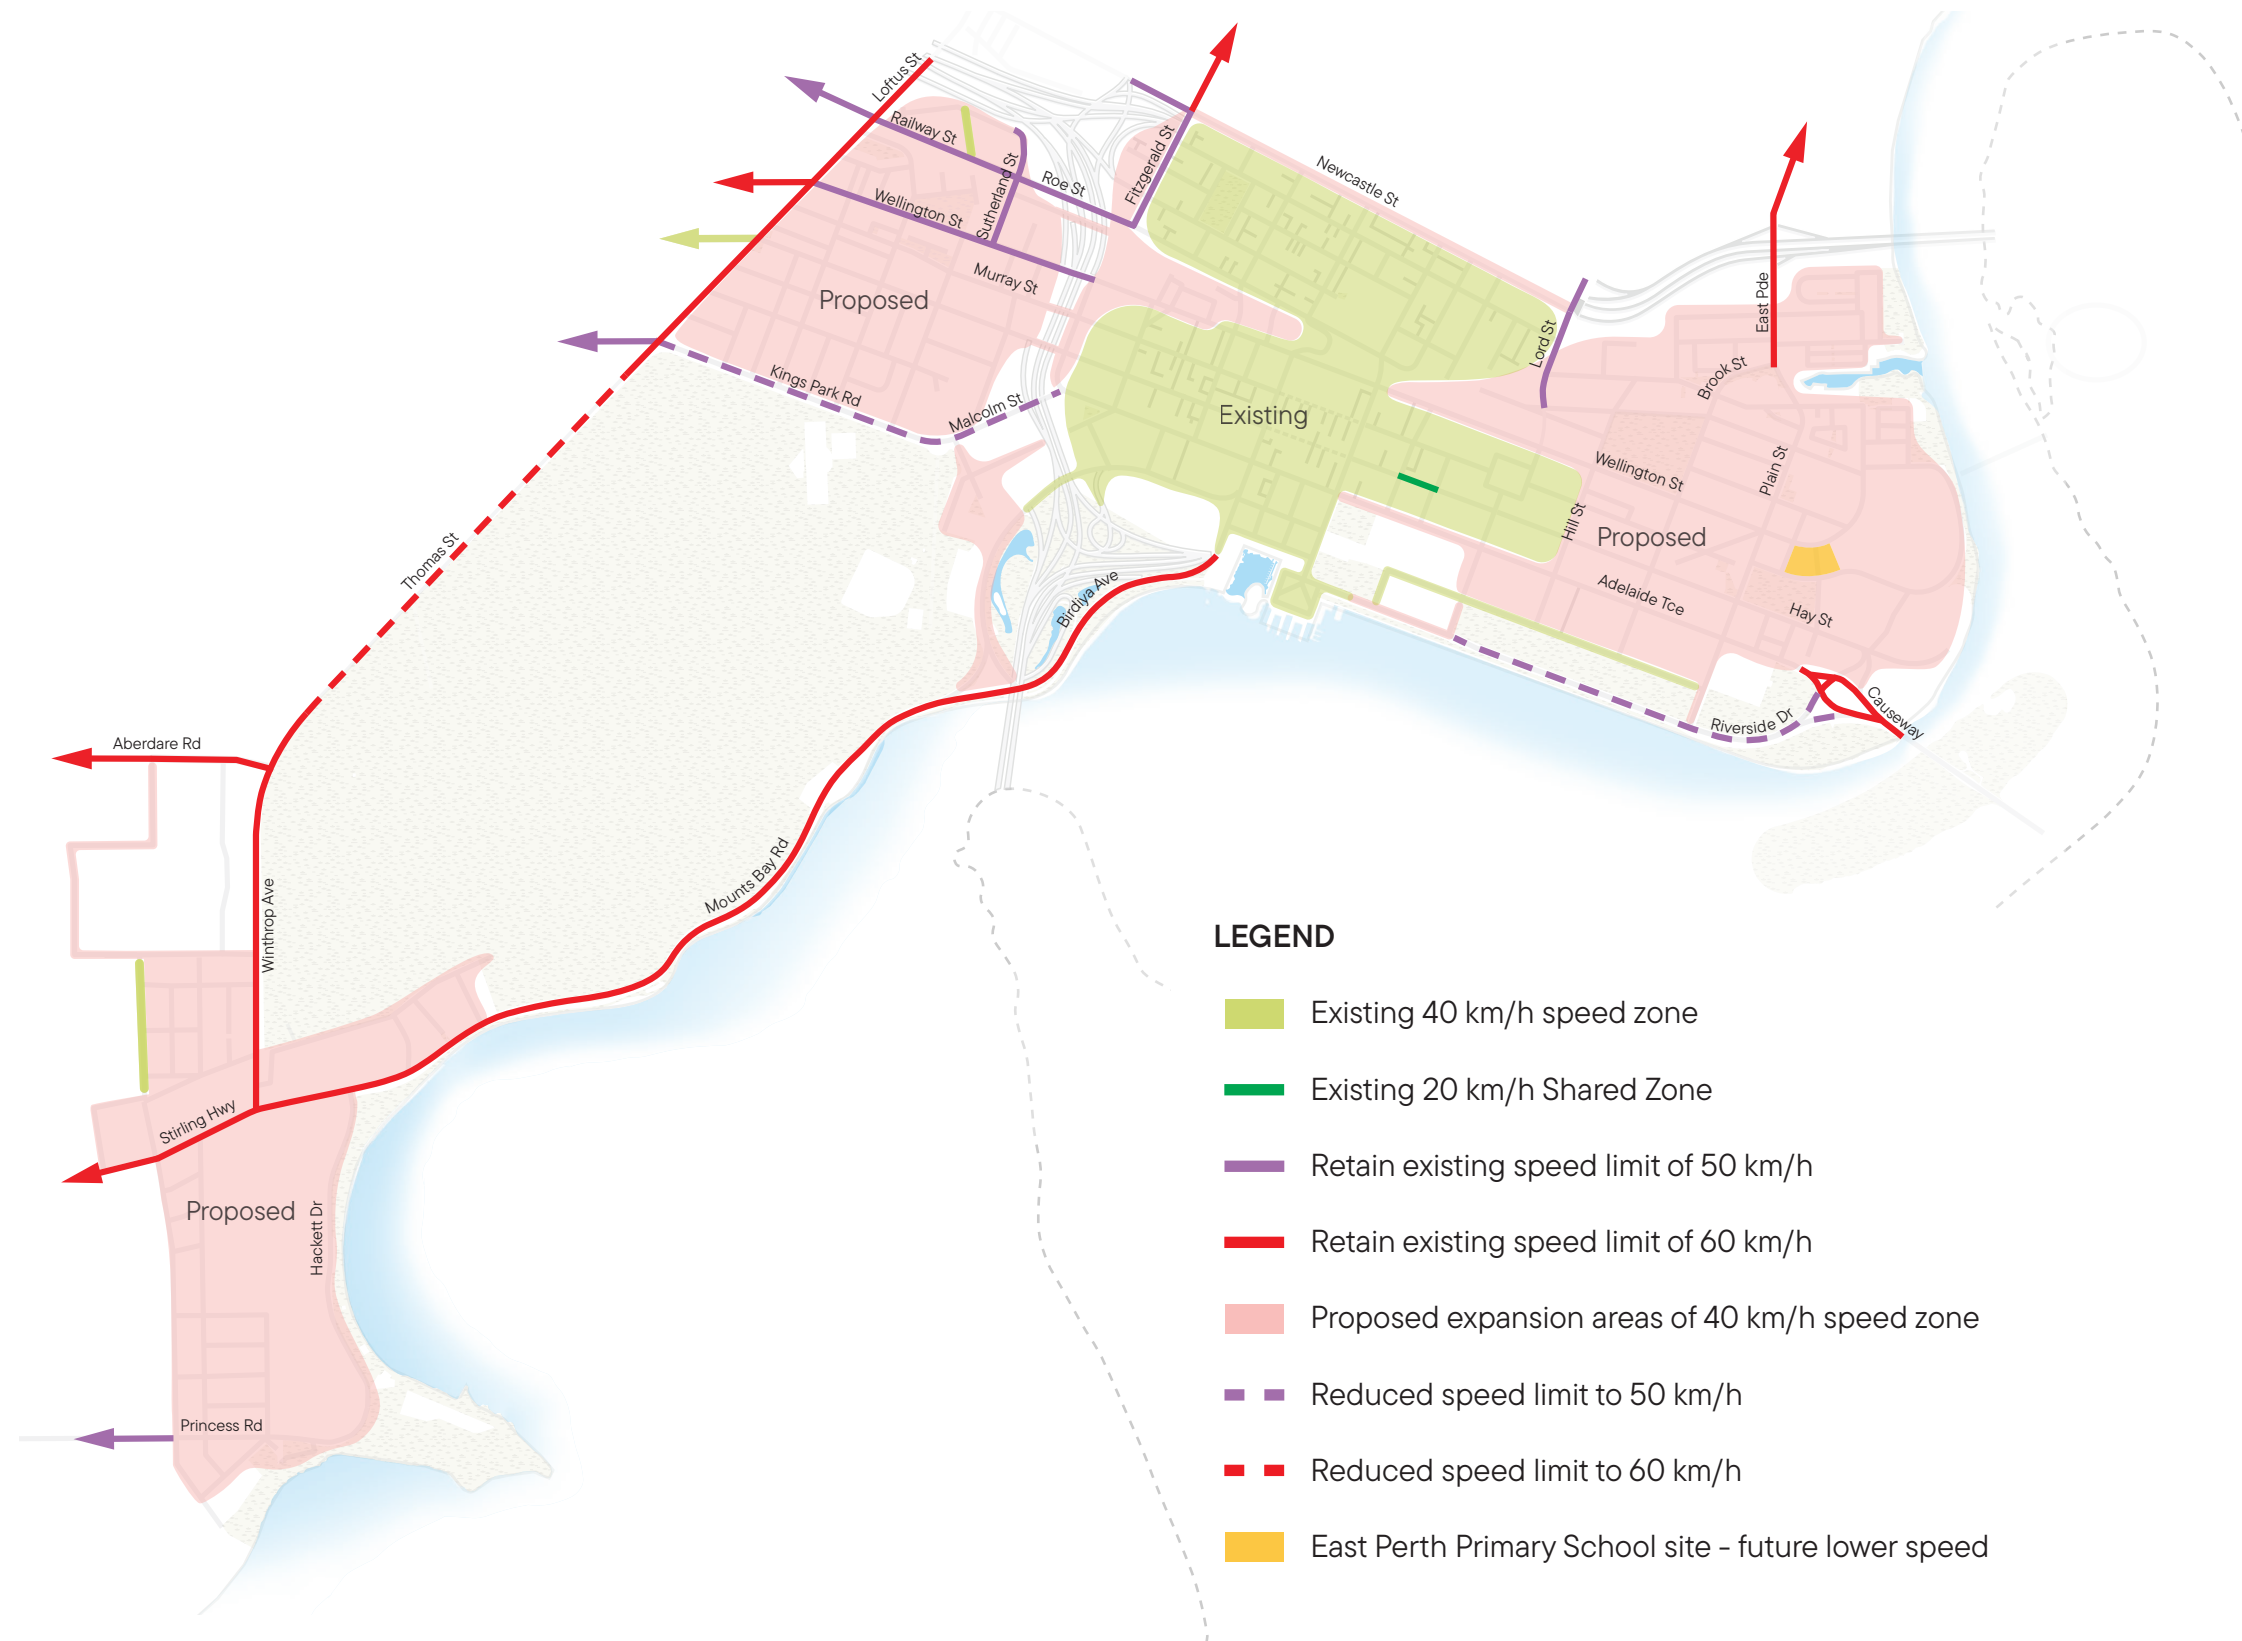 Loftus St
Railway St
Fitzgerald St
Newcastle St
Sutherland St
Roe St
Wellington St
Murray St
Proposed
East Pde
Lord St
Brook St
Kings Park Rd
Malcolm St
Existing
Wellington St
Plain St
Hill St
Proposed
Thomas St
Birdiya Ave
Adelaide Tce
Hay St
Causeway
Riverside Dr
Aberdare Rd
Mounts Bay Rd
Winthrop Ave
Stirling Hwy
Proposed
Hackett Dr
Princess Rd
LEGEND
Existing 40 km/h speed zone
Existing 20 km/h Shared Zone
Retain existing speed limit of 50 km/h
Retain existing speed limit of 60 km/h
Proposed expansion areas of 40 km/h speed zone
Reduced speed limit to 50 km/h
Reduced speed limit to 60 km/h
East Perth Primary School site - future lower speed